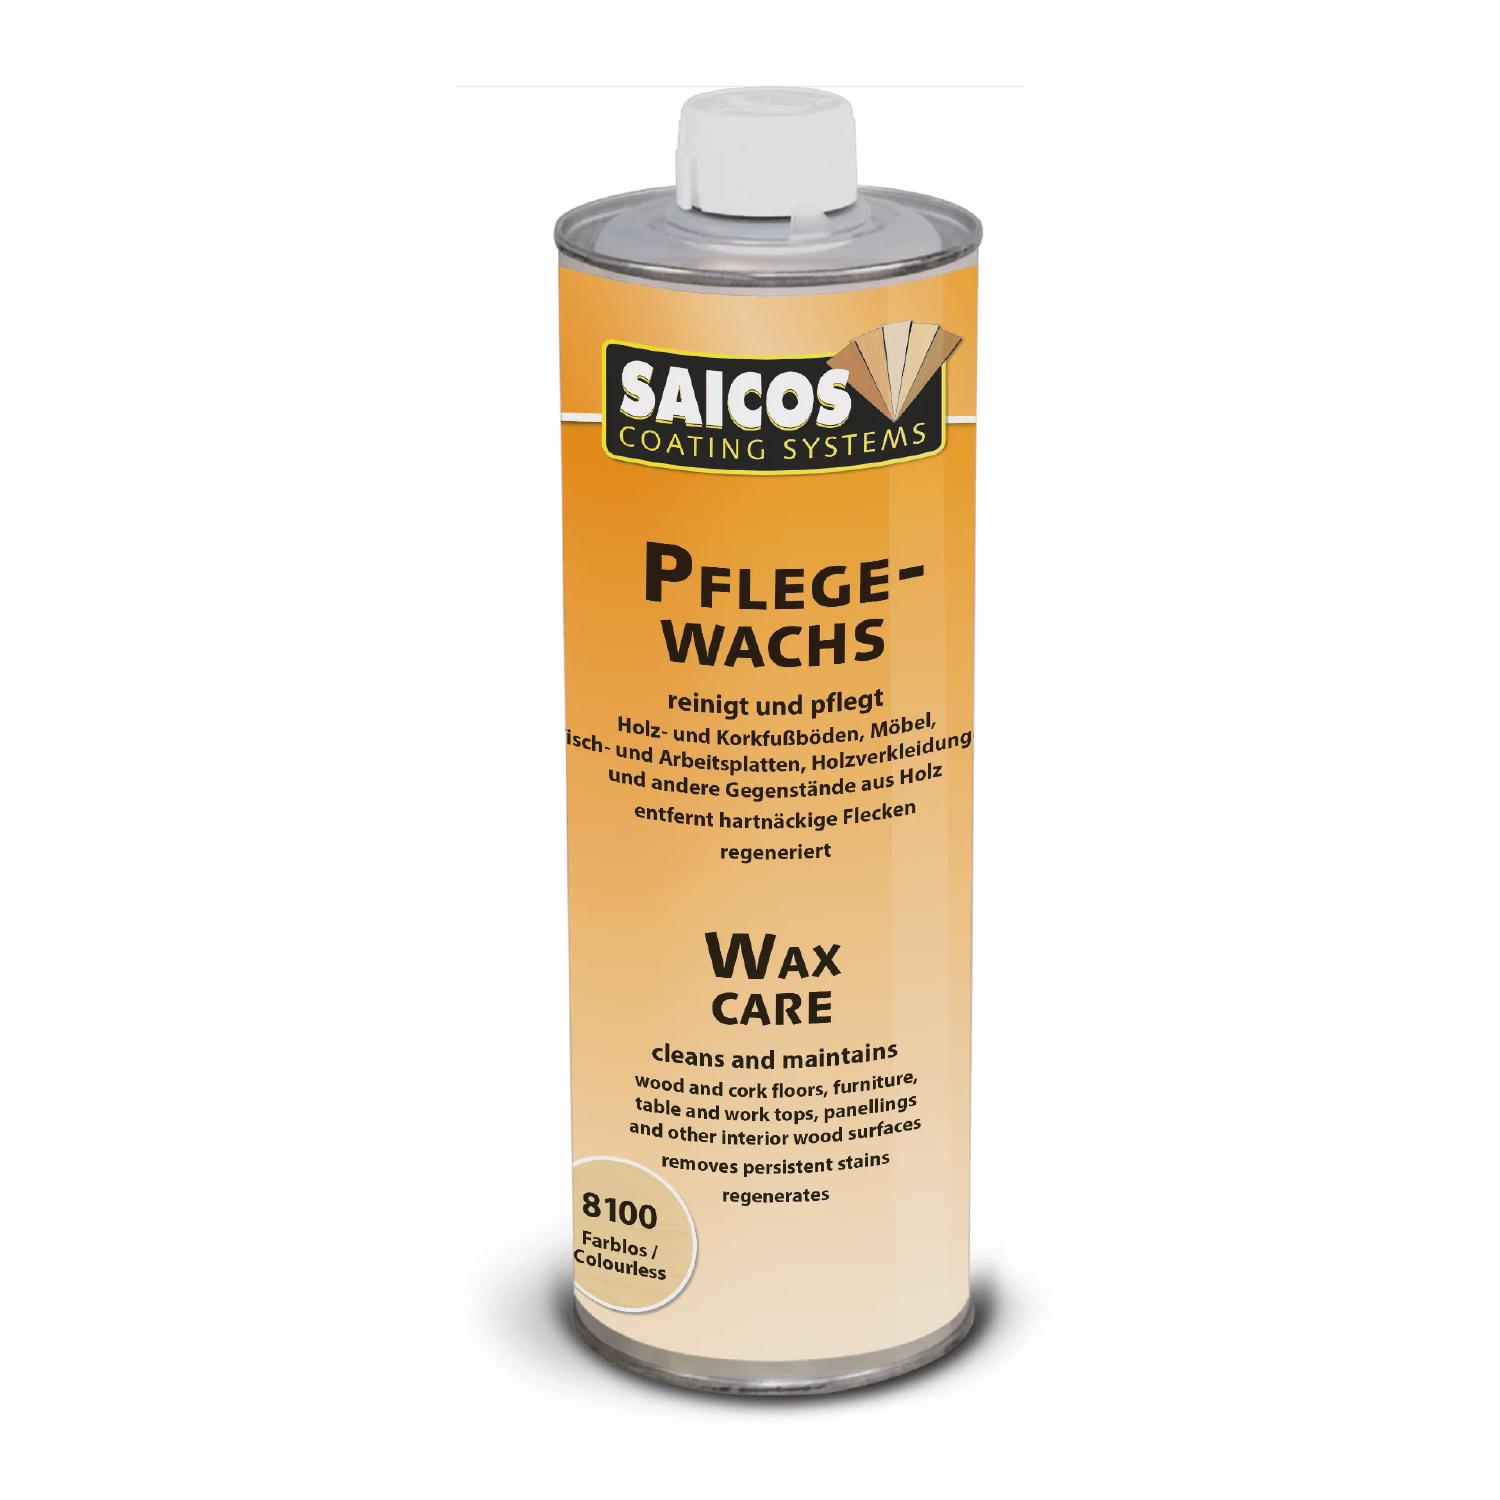 SAICOS
COATING SYSTEMS
PFLEGE-
WACHS
reinigt und pflegt
Holz- und Korkfußböden, Möbel,
isch- und Arbeitsplatten, Holzverkleidung
und andere Gegenstände aus Holz
entfernt hartnäckige Flecken
regeneriert
WAX
CARE
cleans and maintains
wood and cork floors, furniture,
table and work tops, panellings
and other interior wood surfaces
removes persistent stains
regenerates
8100
Farblos /
Colourless